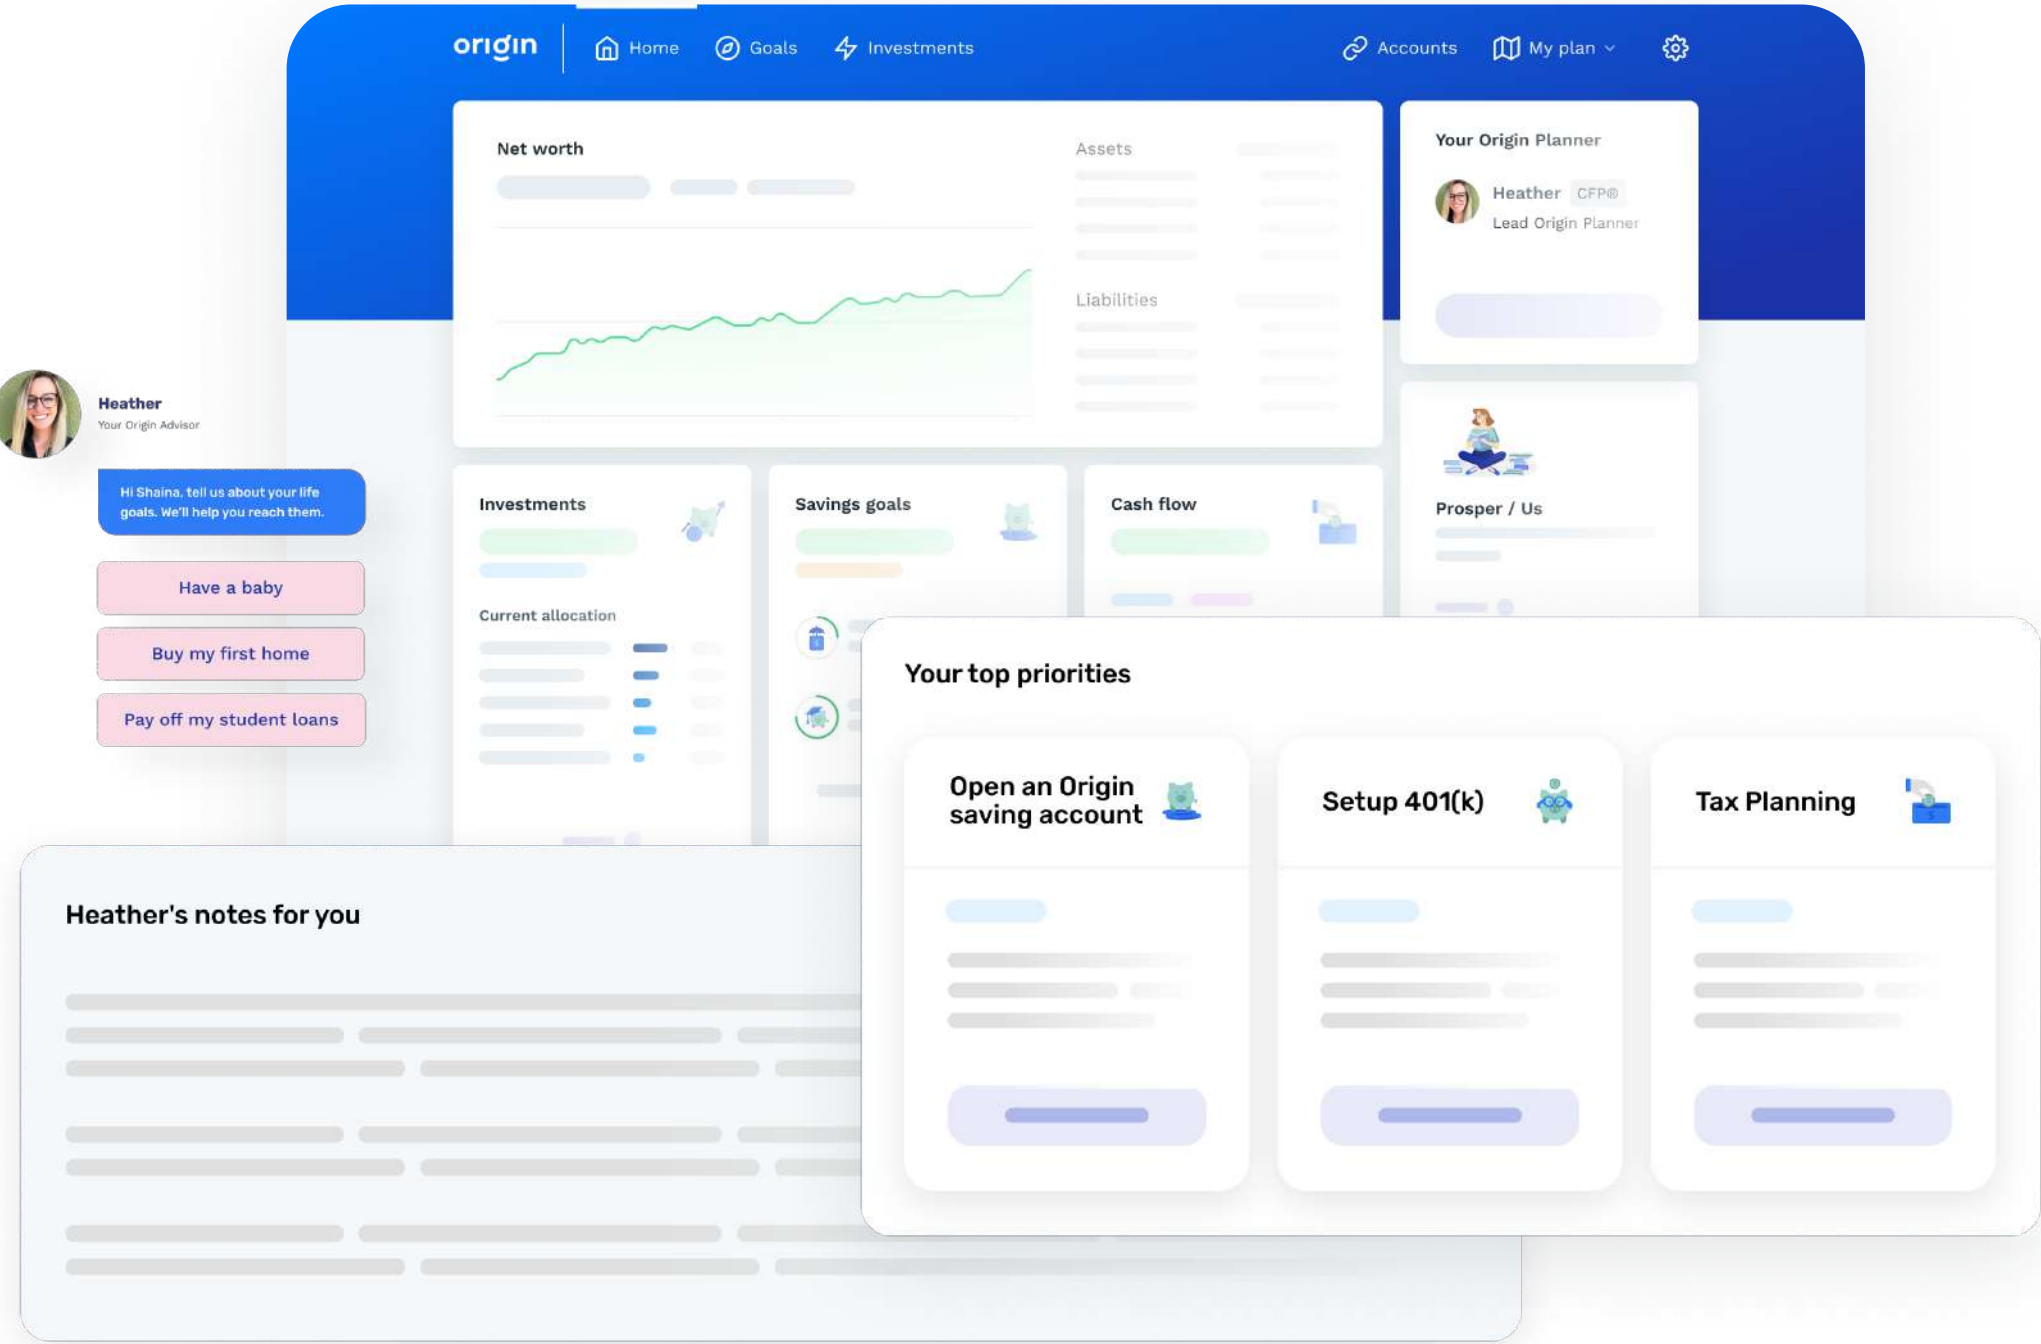 origin
Home
Goals
Investments
Accounts
My plan
Net worth
Assets
Liabilities
Your Origin Planner
Heather CFP®
Lead Origin Planner
Heather
Your Origin Advisor
Hi Shaina, tell us about your life
goals. We'll help you reach them.
Have a baby
Buy my first home
Pay off my student loans
Investments
Current allocation
Savings goals
Cash flow
Prosper / Us
Your top priorities
Open an Origin
saving account
Setup 401(k)
Tax Planning
Heather's notes for you